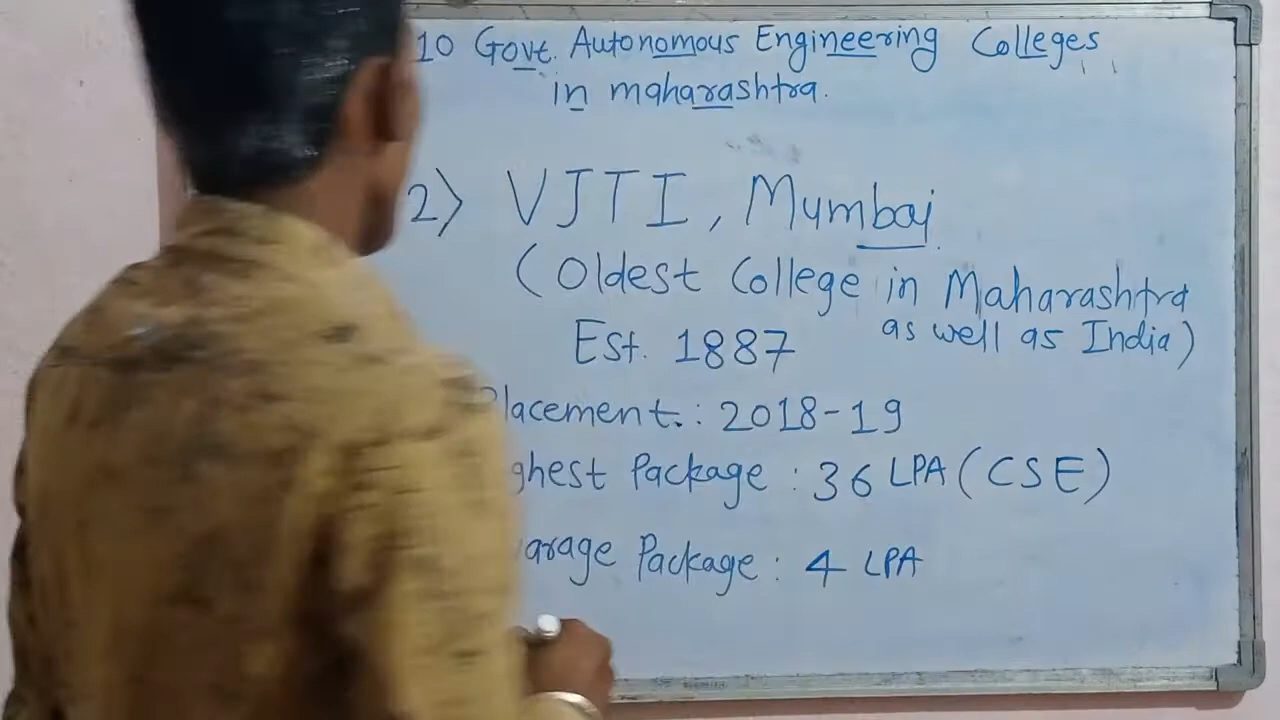 10 Govt. Autonomous Engineering Colleges
in maharashtra.
2) VJTI, Mumbai
(Oldest College in Maharashtra
as well as India)
Est. 1887
lacement.: 2018-19
ghest Package : 36 LPA (CSE)
arage Package : 4 LPA